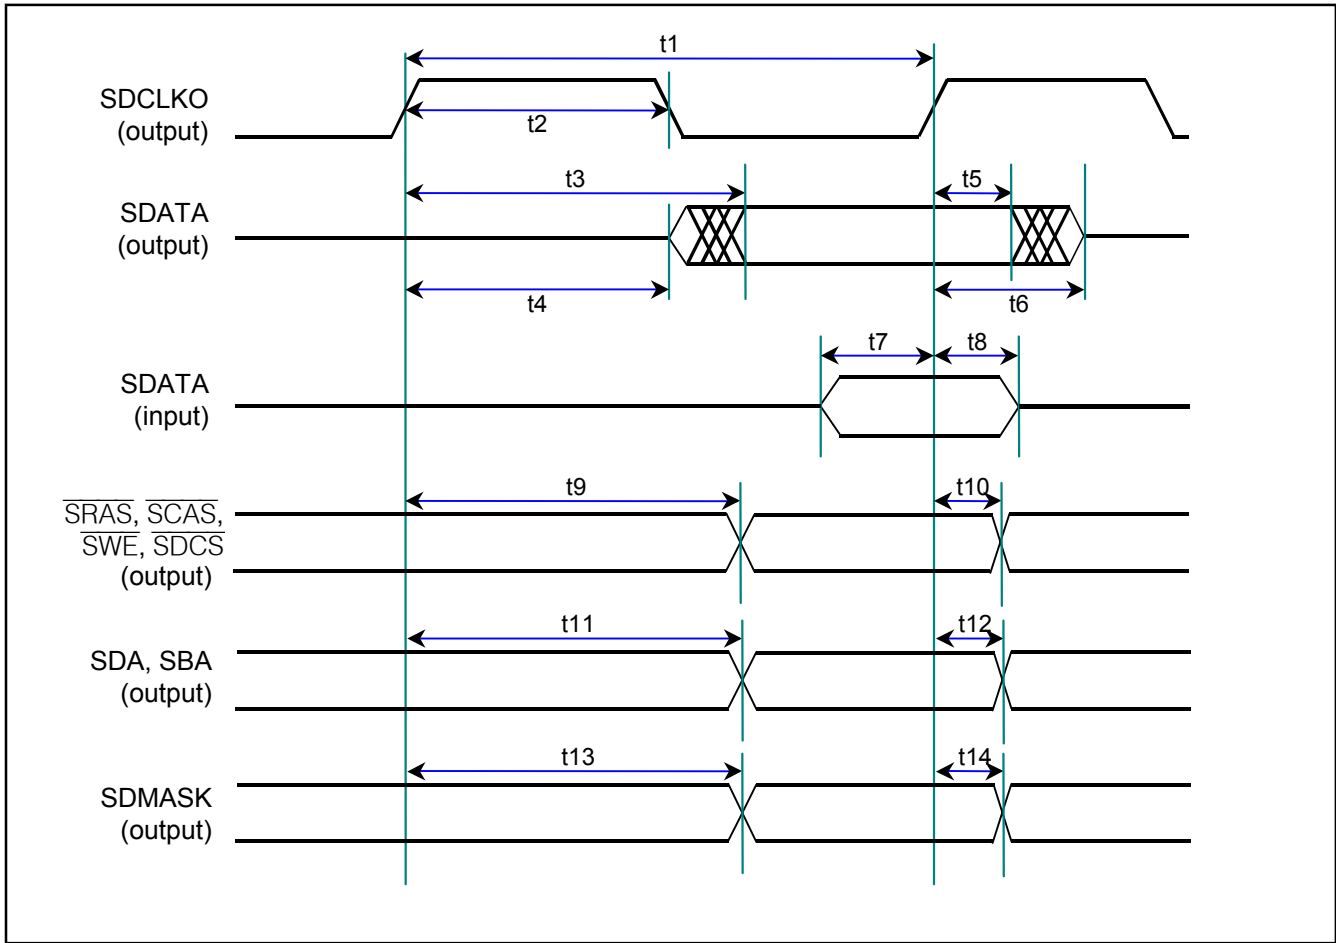 t1
SDCLKO
(output)
t2
t3
t5
SDATA
(output)
t4
t6
t7
t8
SDATA
(input)
t9
t10
SRAS, SCAS,
SWE, SDCS
(output)
t11
t12
SDA, SBA
(output)
t13
t14
SDMASK
(output)